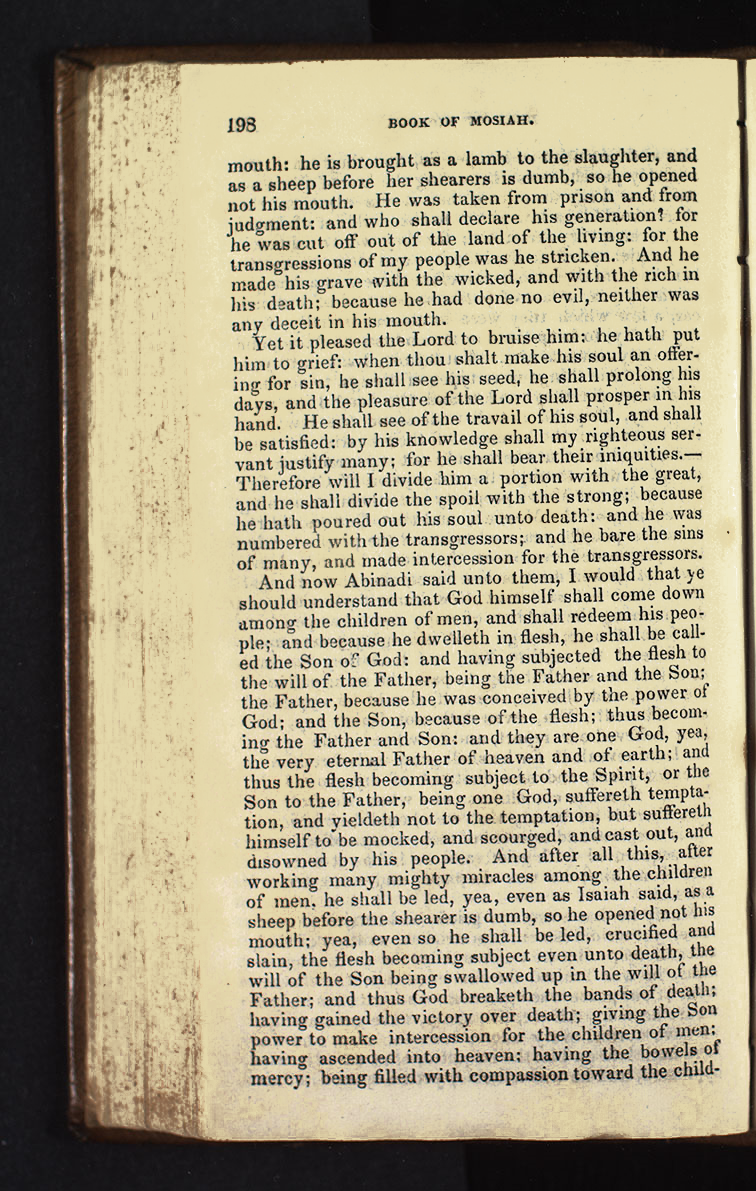 198 BOOK OF MOSIAH.
mouth: he is brought as a lamb to the slaughter, and
as a sheep before her shearers is dumb, so he opened
not his mouth. He was taken from prison and from
judgment: and who shall declare his generation? for
he was cut off out of the land of the living: for the
transgressions of my people was he stricken. And he
made his grave with the wicked, and with the rich in
his death; because he had done no evil, neither was
any deceit in his mouth.
Yet it pleased the Lord to bruise him: he hath put
him to grief: when thou shalt make his soul an offer-
ing for sin, he shall see his seed, he shall prolong his
days, and the pleasure of the Lord shall prosper in his
hand. He shall see of the travail of his soul, and shall
be satisfied: by his knowledge shall my righteous ser-
vant justify many; for he shall bear their iniquities.—
Therefore will I divide him a portion with the great,
and he shall divide the spoil with the strong; because
he hath poured out his soul unto death: and he was
numbered with the transgressors; and he bare the sins
of many, and made intercession for the transgressors.
And now Abinadi said unto them, I would that ye
should understand that God himself shall come down
among the children of men, and shall redeem his peo-
ple; and because he dwelleth in flesh, he shall be call-
ed the Son of God: and having subjected the flesh to
the will of the Father, being the Father and the Son;
the Father, because he was conceived by the power of
God; and the Son, because of the flesh; thus becom-
ing the Father and Son: and they are one God, yea,
the very eternal Father of heaven and of earth; and
thus the flesh becoming subject to the Spirit, or the
Son to the Father, being one God, suffereth tempta-
tion, and yieldeth not to the temptation, but suffereth
himself to be mocked, and scourged, and cast out, and
disowned by his people. And after all this, after
working many mighty miracles among the children
of men, he shall be led, yea, even as Isaiah said, as a
sheep before the shearer is dumb, so he opened not his
mouth; yea, even so he shall be led, crucified and
slain, the flesh becoming subject even unto death, the
will of the Son being swallowed up in the will of the
Father; and thus God breaketh the bands of death;
having gained the victory over death; giving the Son
power to make intercession for the children of men:
having ascended into heaven; having the bowels of
mercy; being filled with compassion toward the child-